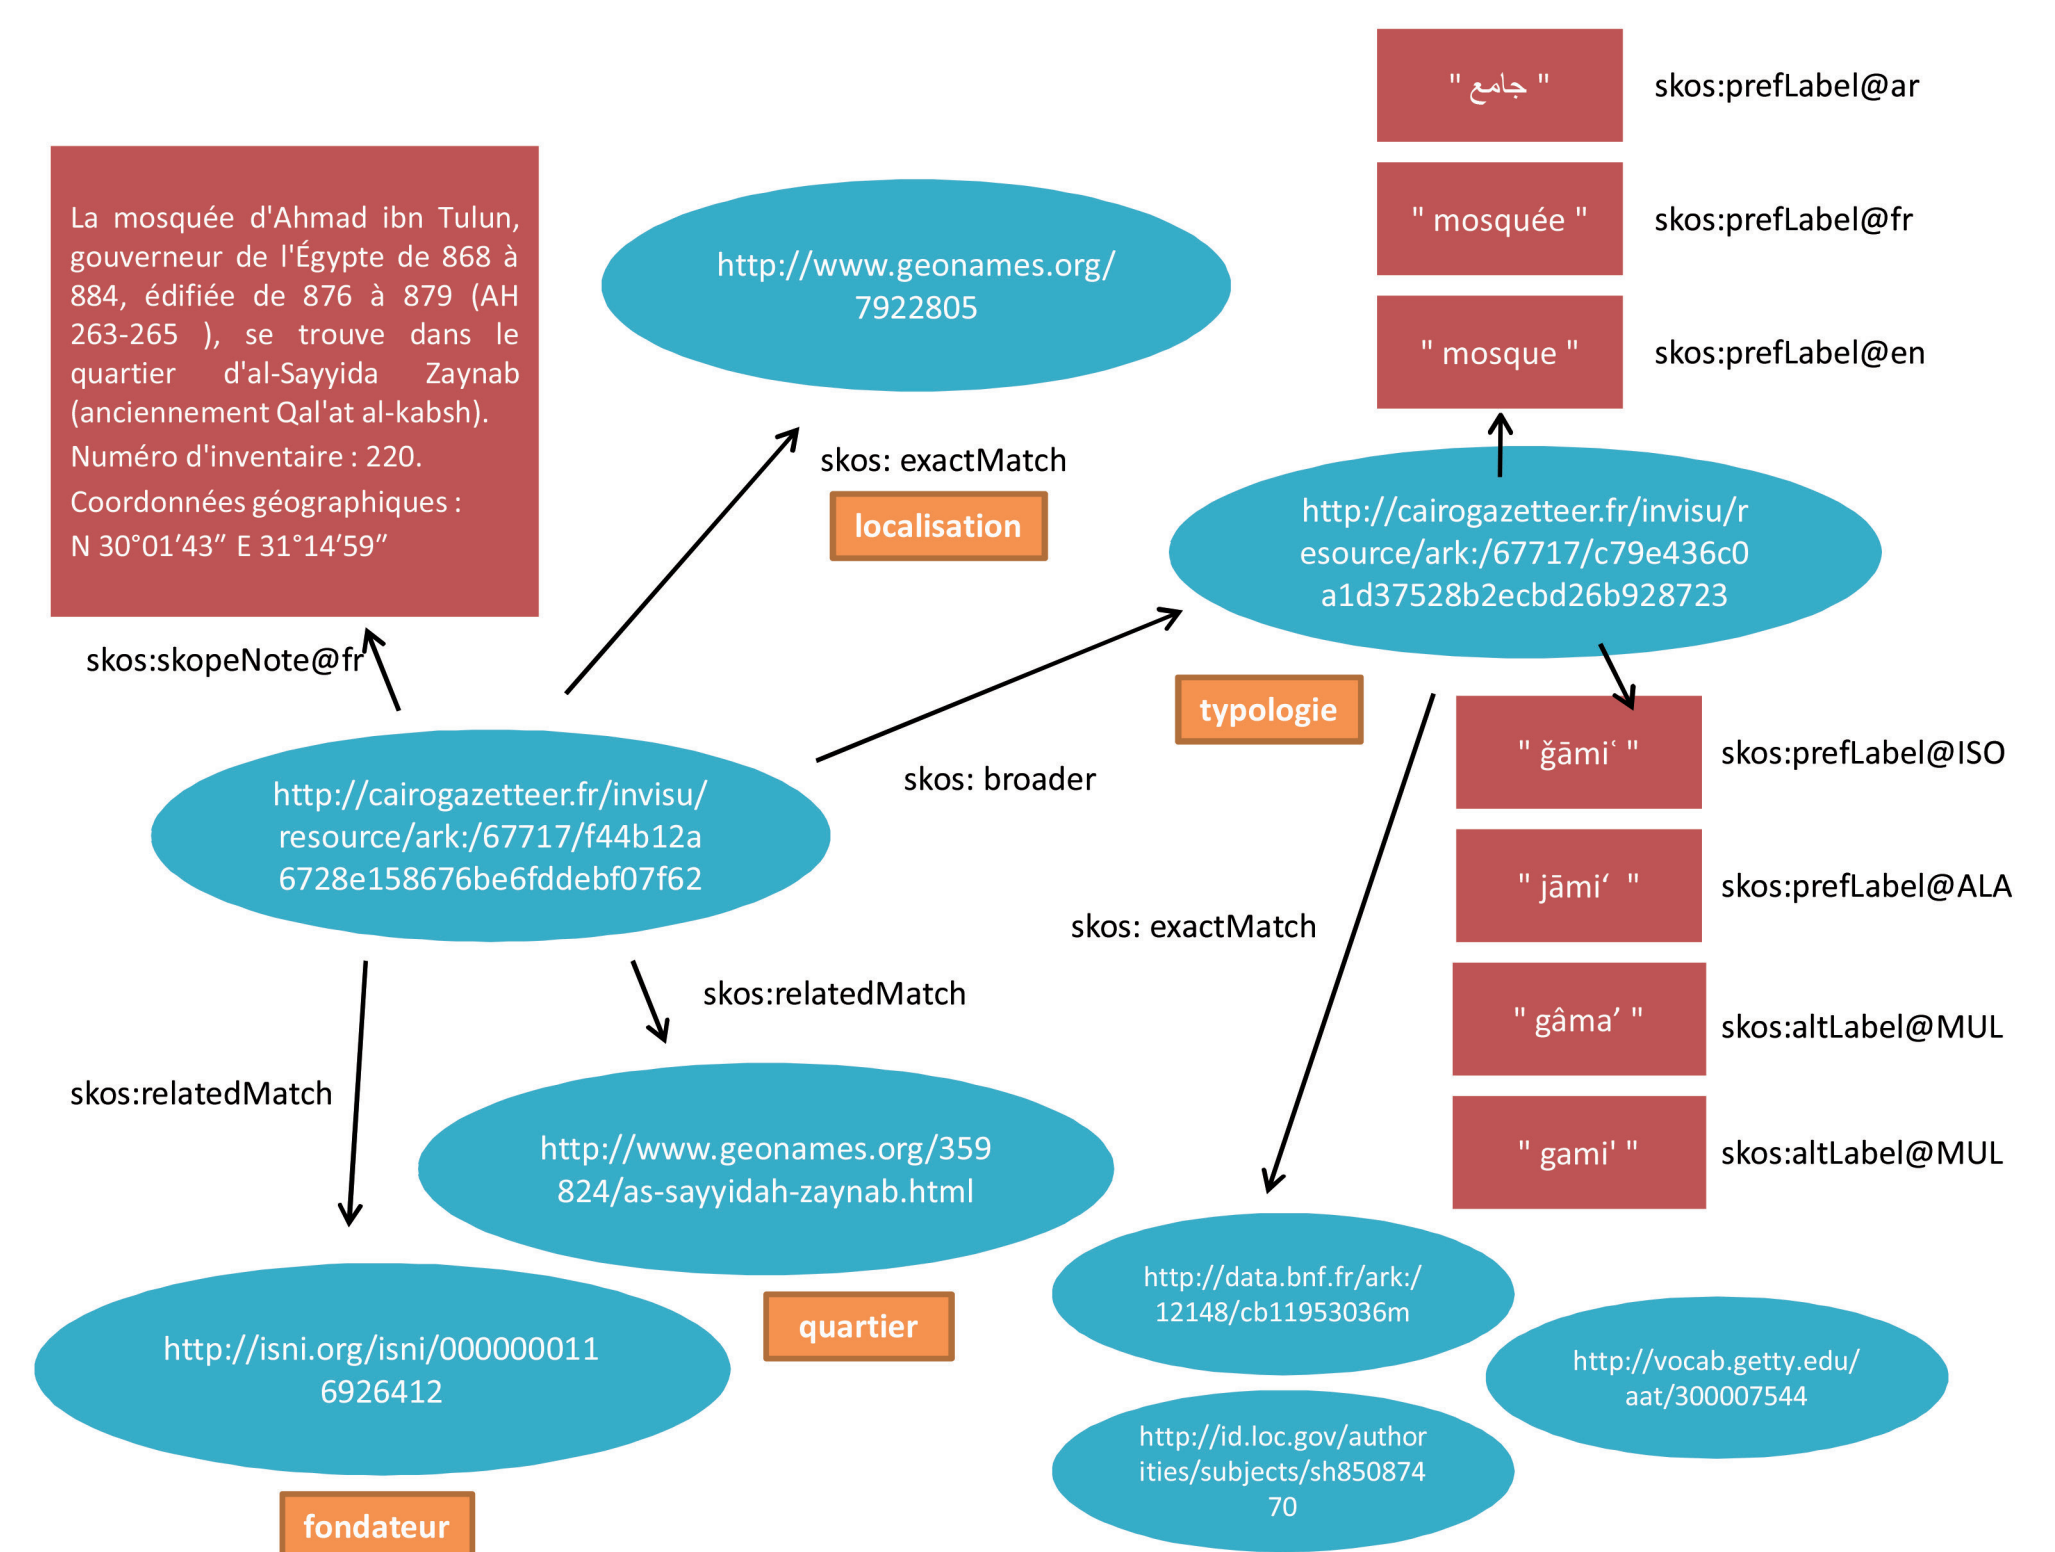 " جامع "
skos:prefLabel@ar
" mosquée "
skos:prefLabel@fr
" mosque "
skos:prefLabel@en
La mosquée d'Ahmad ibn Tulun,
gouverneur de l'Égypte de 868 à
884, édifiée de 876 à 879 (AH
263-265 ), se trouve dans le
quartier d'al-Sayyida Zaynab
(anciennement Qal'at al-kabsh).
Numéro d'inventaire : 220.
Coordonnées géographiques :
N 30°01′43″ E 31°14′59″
skos:skopeNote@fr
http://www.geonames.org/
7922805
skos: exactMatch
localisation
http://cairogazetteer.fr/invisu/r
esource/ark:/67717/c79e436c0
a1d37528b2ecbd26b928723
typologie
skos: broader
http://cairogazetteer.fr/invisu/
resource/ark:/67717/f44b12a
6728e158676be6fddebf07f62
" ğāmiʿ "
skos:prefLabel@ISO
" jāmi‘  "
skos:prefLabel@ALA
" gâma’ "
skos:altLabel@MUL
" gami' "
skos:altLabel@MUL
skos: exactMatch
skos:relatedMatch
skos:relatedMatch
http://www.geonames.org/359
824/as-sayyidah-zaynab.html
quartier
http://isni.org/isni/000000011
6926412
fondateur
http://data.bnf.fr/ark:/
12148/cb11953036m
http://vocab.getty.edu/
aat/300007544
http://id.loc.gov/author
ities/subjects/sh850874
70